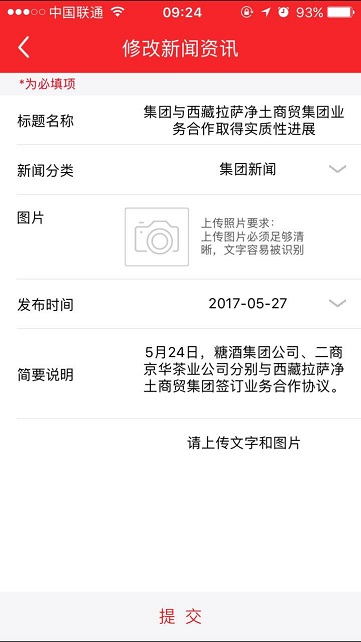 中国联通 09:24 93%
修改新闻资讯
*为必填项
标题名称
集团与西藏拉萨净土商贸集团业
务合作取得实质性进展
新闻分类
集团新闻
图片
上传照片要求：
上传图片必须足够清
晰，文字容易被识别
发布时间
2017-05-27
简要说明
5月24日，糖酒集团公司、二商
京华茶业公司分别与西藏拉萨净
土商贸集团签订业务合作协议。
请上传文字和图片
提 交